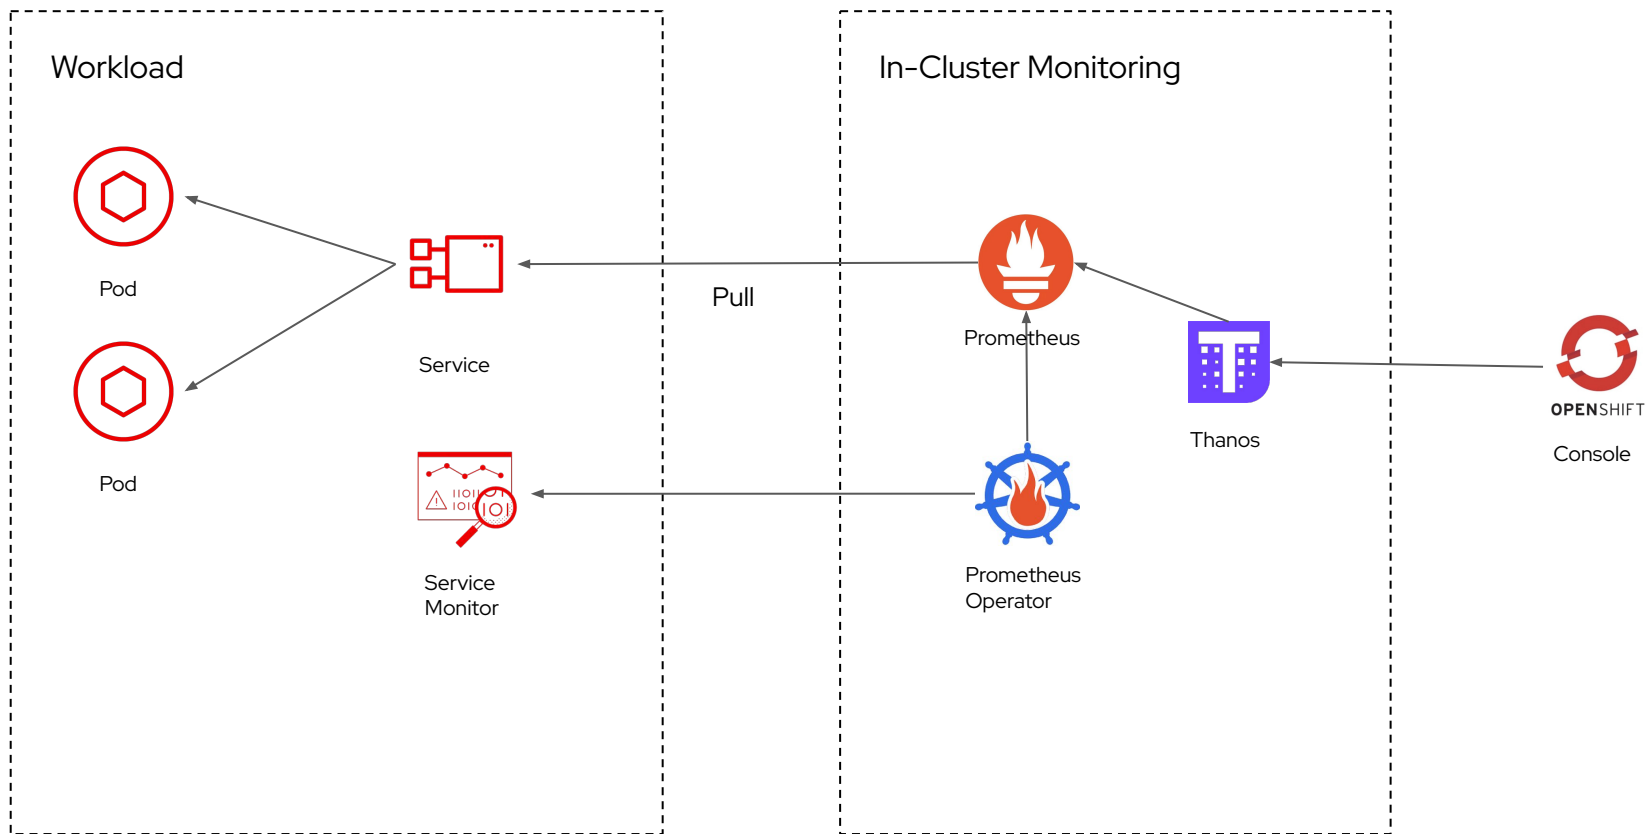 Workload
In-Cluster Monitoring
Pod
Pod
Service
Service
Monitor
Pull
Prometheus
Prometheus
Operator
Thanos
OPENSHIFT
Console